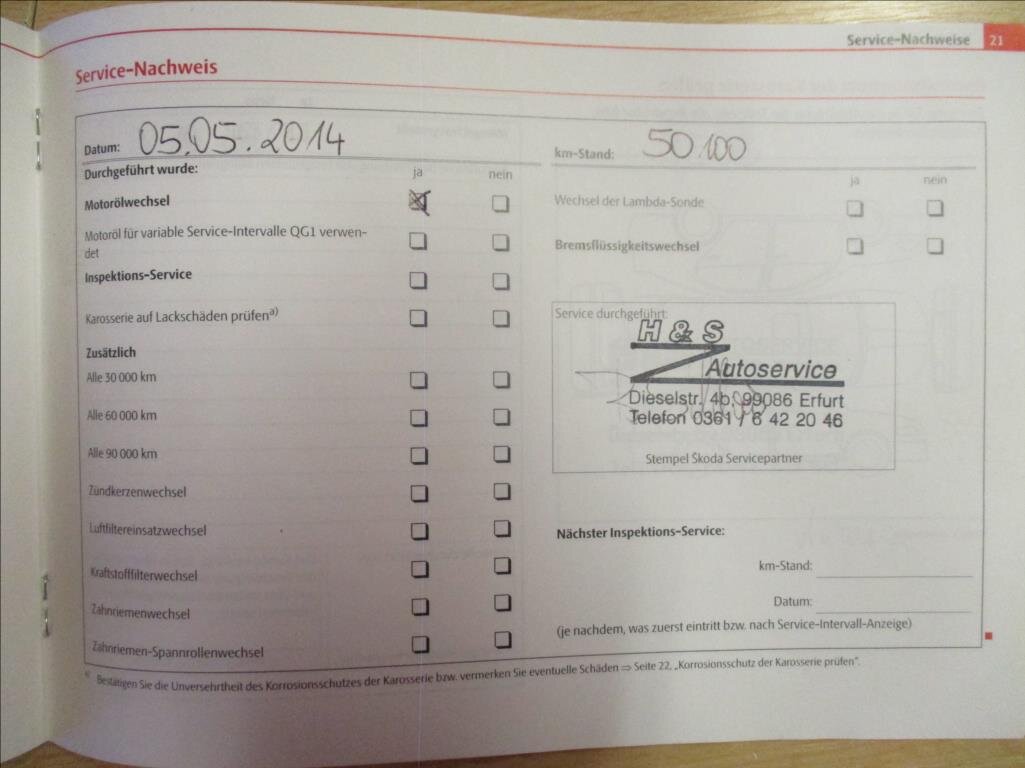 Service-Nachweise 21
Service-Nachweis
Datum: 05.05.2014
km-Stand: 50.100
Durchgeführt wurde:
ja nein
Motorölwechsel
Motoröl für variable Service-Intervalle QG1 verwen-
det
Inspektions-Service
Karosserie auf Lackschäden prüfena)
Zusätzlich
Alle 30 000 km
Alle 60 000 km
Alle 90 000 km
Zündkerzenwechsel
Luftfiltereinsatzwechsel
Kraftstofffilterwechsel
Zahnriemenwechsel
Zahnriemen-Spannrollenwechsel
ja nein
Wechsel der Lambda-Sonde
Bremsflüssigkeitswechsel
Service durchgeführt:
H & S
Autoservice
Dieselstr. 4b, 99086 Erfurt
Telefon 0361 / 6 42 20 46
Stempel Škoda Servicepartner
Nächster Inspektions-Service:
km-Stand:
Datum:
(je nachdem, was zuerst eintritt bzw. nach Service-Intervall-Anzeige)
a) Bestätigen Sie die Unversehrtheit des Korrosionsschutzes der Karosserie bzw. vermerken Sie eventuelle Schäden ⇒ Seite 22, „Korrosionsschutz der Karosserie prüfen“.